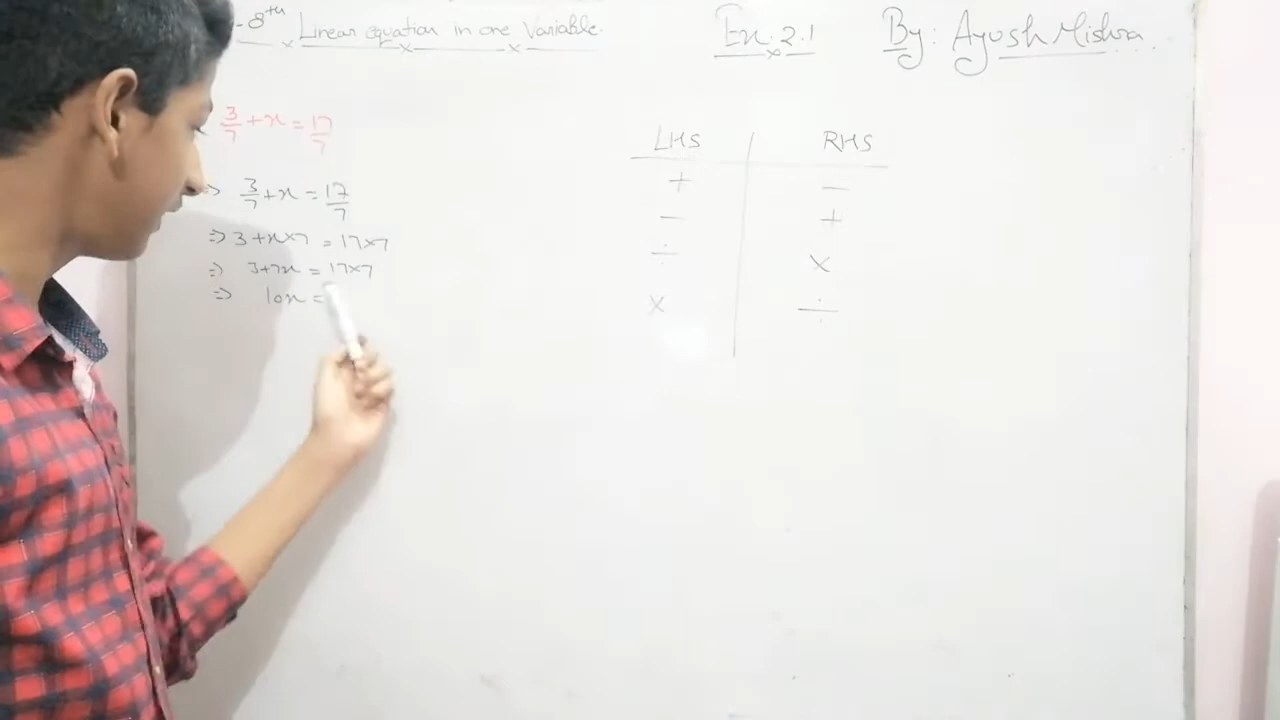 -8th Linear equation in one Variable.
Ex. 2.1
By: Ayush Mishra.
3/7 + x = 17/7
⇒ 3/7 + x = 17/7
⇒ 3 + x × 7 = 17 × 7
⇒ 3 + 7x = 17 × 7
⇒ 10x =
LHS RHS
+ −
− +
÷ ×
× ÷